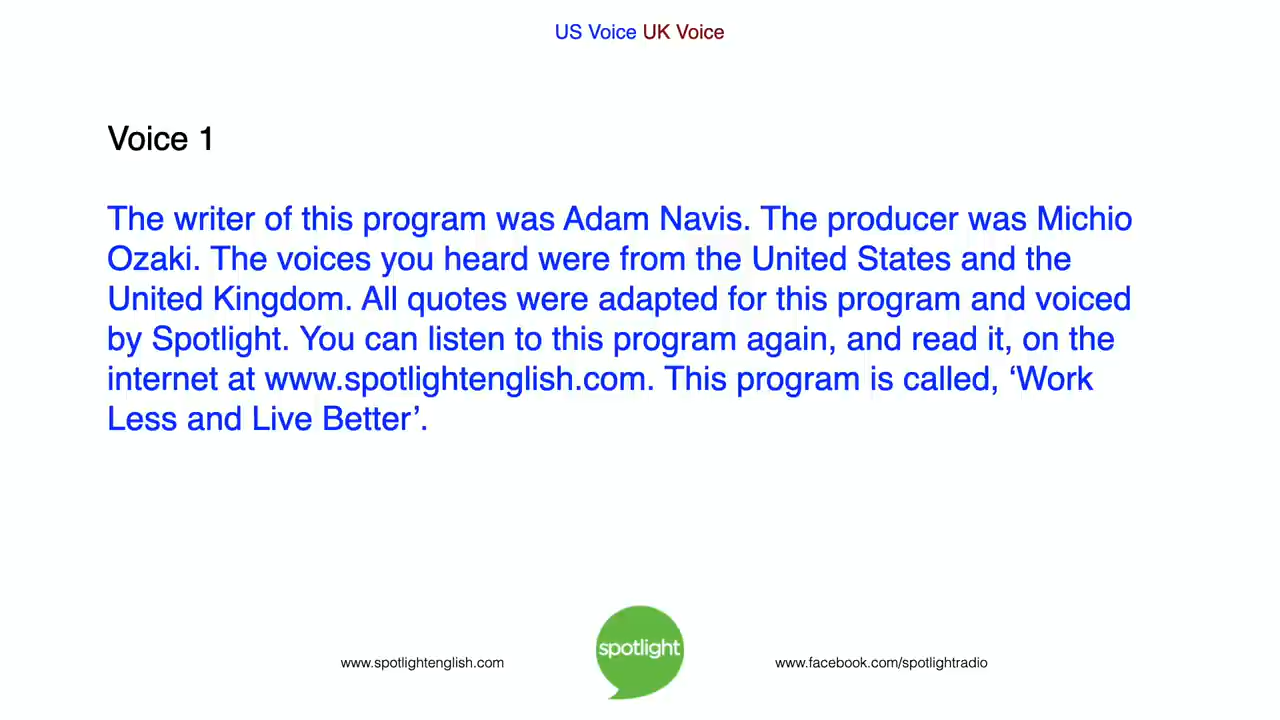 US Voice UK Voice
Voice 1
The writer of this program was Adam Navis. The producer was Michio
Ozaki. The voices you heard were from the United States and the
United Kingdom. All quotes were adapted for this program and voiced
by Spotlight. You can listen to this program again, and read it, on the
internet at www.spotlightenglish.com. This program is called, ‘Work
Less and Live Better’.
www.spotlightenglish.com
spotlight
www.facebook.com/spotlightradio